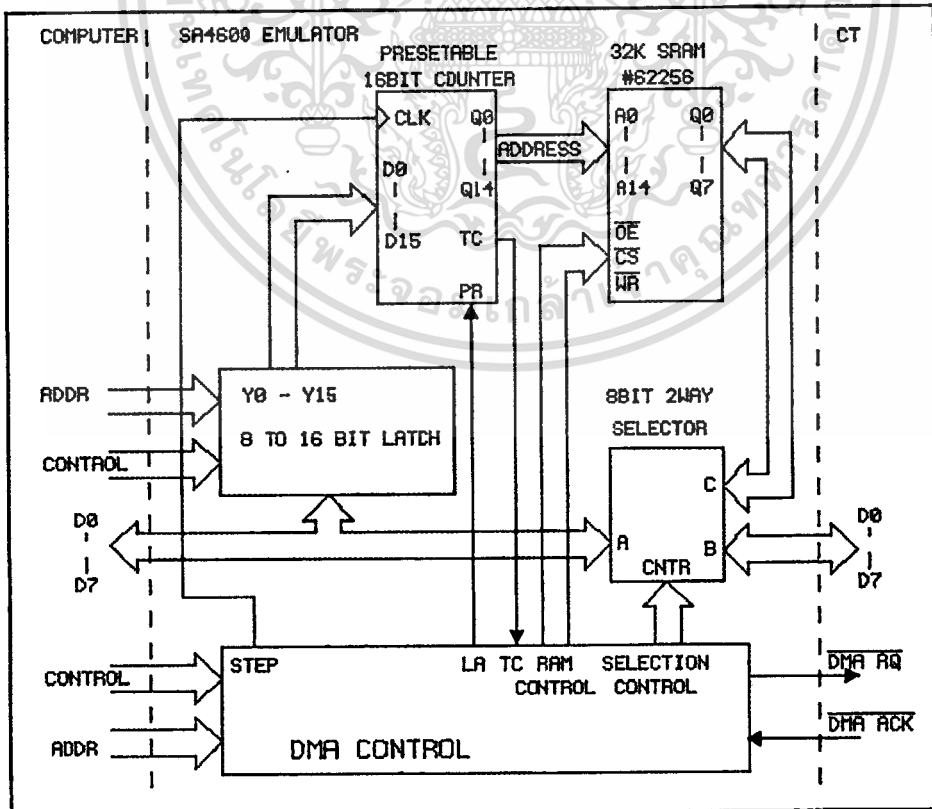 COMPUTER
SA4600 EMULATOR
CT
PRESETABLE
16BIT COUNTER
32K SRAM
#62256
CLK
Q0
D0
Q14
D15
TC
PR
ADDRESS
A0
Q0
A14
Q7
OE
CS
WR
ADDR
CONTROL
Y0 - Y15
8 TO 16 BIT LATCH
8BIT 2WAY
SELECTOR
C
A
B
CNTR
D0
D7
D0
D7
CONTROL
ADDR
STEP
LA TC RAM
CONTROL
SELECTION
CONTROL
DMA CONTROL
DMA RQ
DMA ACK